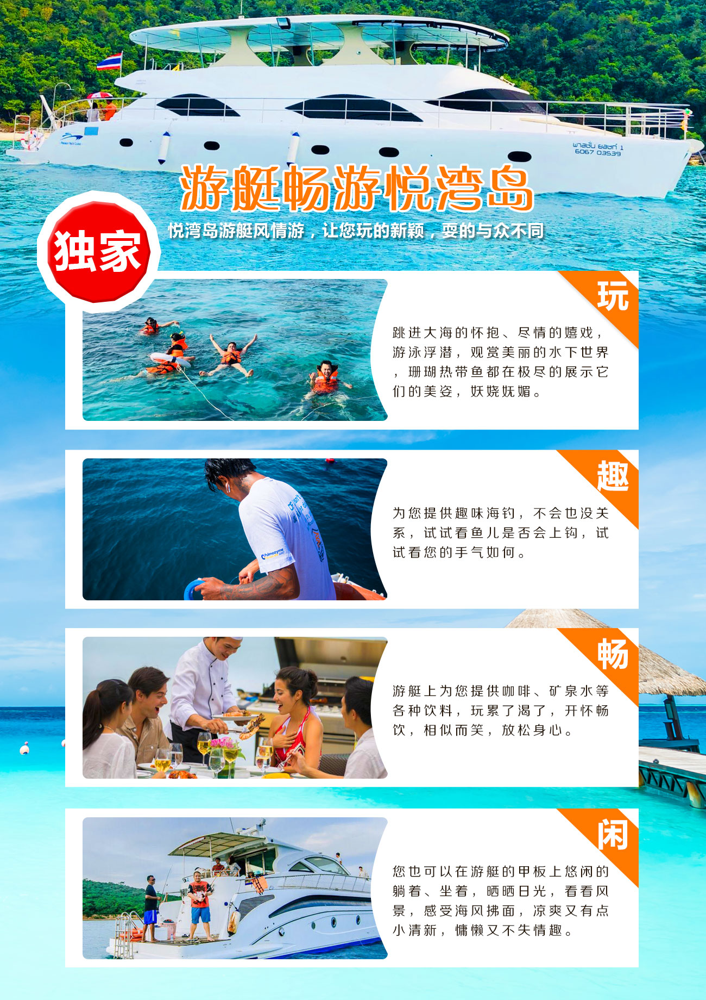 พาสชั่น ยอชท์ 1
6067 03539
游艇畅游悦湾岛
悦湾岛游艇风情游，让您玩的新颖，耍的与众不同
独家
玩
跳进大海的怀抱、尽情的嬉戏，
游泳浮潜，观赏美丽的水下世界
，珊瑚热带鱼都在极尽的展示它
们的美姿，妖娆妩媚。
趣
为您提供趣味海钓，不会也没关
系，试试看鱼儿是否会上钩，试
试看您的手气如何。
Pulmozyme
畅
游艇上为您提供咖啡、矿泉水等
各种饮料，玩累了渴了，开怀畅
饮，相似而笑，放松身心。
闲
您也可以在游艇的甲板上悠闲的
躺着、坐着，晒晒日光，看看风
景，感受海风拂面，凉爽又有点
小清新，慵懒又不失情趣。